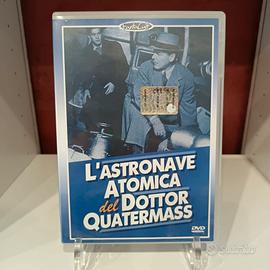 L'ASTRONAVE
ATOMICA
del DOTTOR
QUATERMASS
DVD